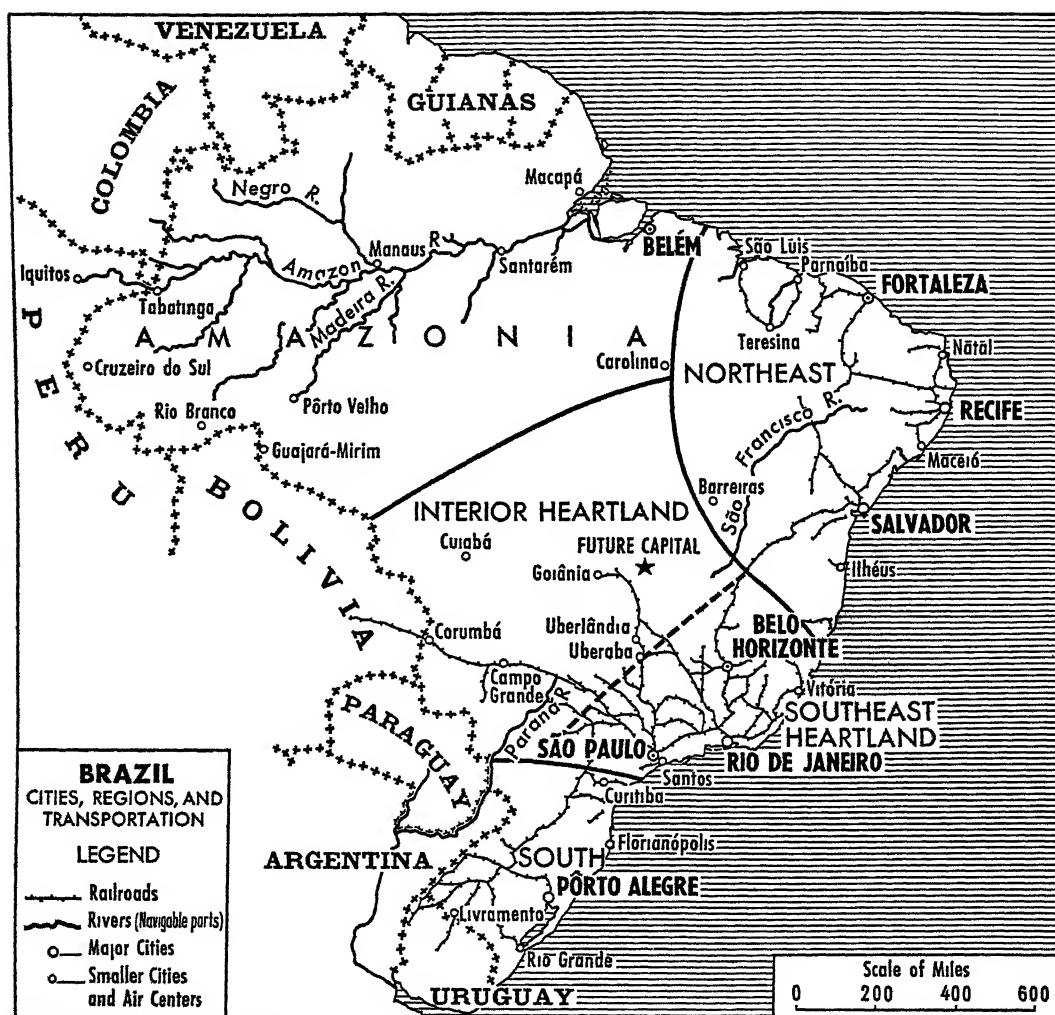 VENEZUELA
COLOMBIA
GUIANAS
Negro R.
Macapá
BELÉM
São Luis
Parnaíba
FORTALEZA
Iquitos
Tabatinga
Amazon R.
Manaus
Santarém
Madeira R.
Teresina
Natal
AMAZONIA
Carolina
NORTHEAST
PERU
Cruzeiro do Sul
Rio Branco
Pôrto Velho
RECIFE
Guajará-Mirim
São Francisco R.
Maceió
BOLIVIA
Barreiras
INTERIOR HEARTLAND
SALVADOR
Cuiabá
FUTURE CAPITAL
Goiânia
Ilhéus
Corumbá
Uberlândia
Uberaba
BELO
HORIZONTE
Campo
Grande
Vitória
PARAGUAY
Paraná R.
SOUTHEAST
HEARTLAND
SÃO PAULO
RIO DE JANEIRO
Santos
Curitiba
ARGENTINA
Florianópolis
SOUTH
PÔRTO ALEGRE
Livramento
Rio Grande
URUGUAY
BRAZIL
CITIES, REGIONS, AND
TRANSPORTATION
LEGEND
Railroads
Rivers (Navigable parts)
Major Cities
Smaller Cities
and Air Centers
Scale of Miles
0 200 400 600